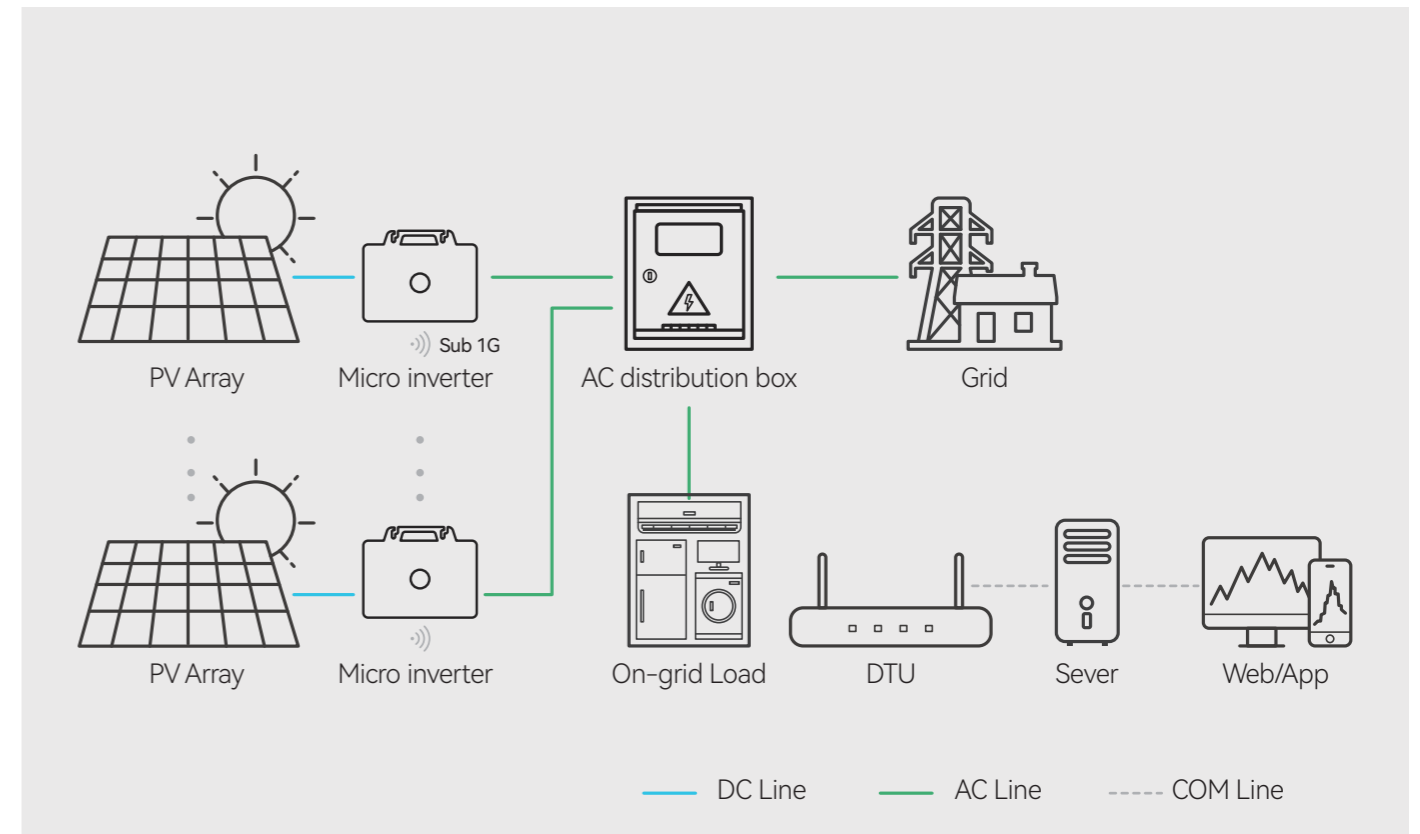 Sub 1G
PV Array
Micro inverter
AC distribution box
Grid
PV Array
Micro inverter
On-grid Load
DTU
Sever
Web/App
DC Line
AC Line
COM Line